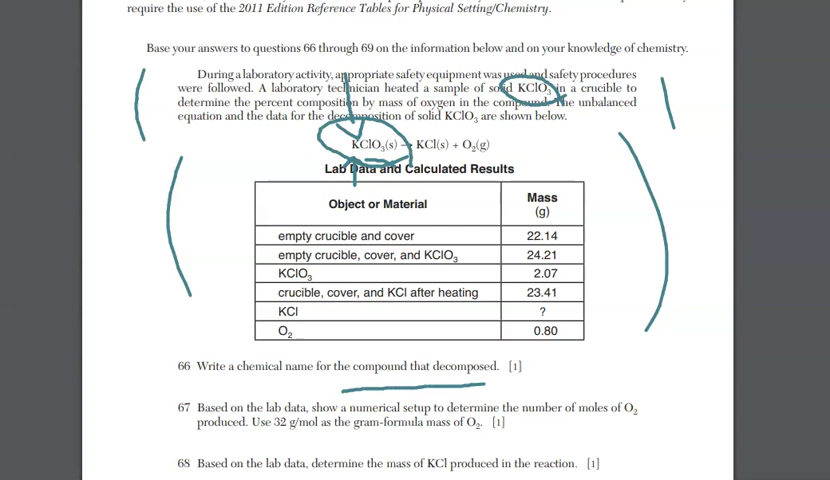 require the use of the 2011 Edition Reference Tables for Physical Setting/Chemistry.
Base your answers to questions 66 through 69 on the information below and on your knowledge of chemistry.
During a laboratory activity, appropriate safety equipment was used and safety procedures
were followed. A laboratory technician heated a sample of solid KClO₃ in a crucible to
determine the percent composition by mass of oxygen in the compound. The unbalanced
equation and the data for the decomposition of solid KClO₃ are shown below.
KClO₃(s) → KCl(s) + O₂(g)
Lab Data and Calculated Results
Object or Material Mass (g)
empty crucible and cover 22.14
empty crucible, cover, and KClO₃ 24.21
KClO₃ 2.07
crucible, cover, and KCl after heating 23.41
KCl ?
O₂ 0.80
66 Write a chemical name for the compound that decomposed. [1]
67 Based on the lab data, show a numerical setup to determine the number of moles of O₂
produced. Use 32 g/mol as the gram-formula mass of O₂. [1]
68 Based on the lab data, determine the mass of KCl produced in the reaction. [1]